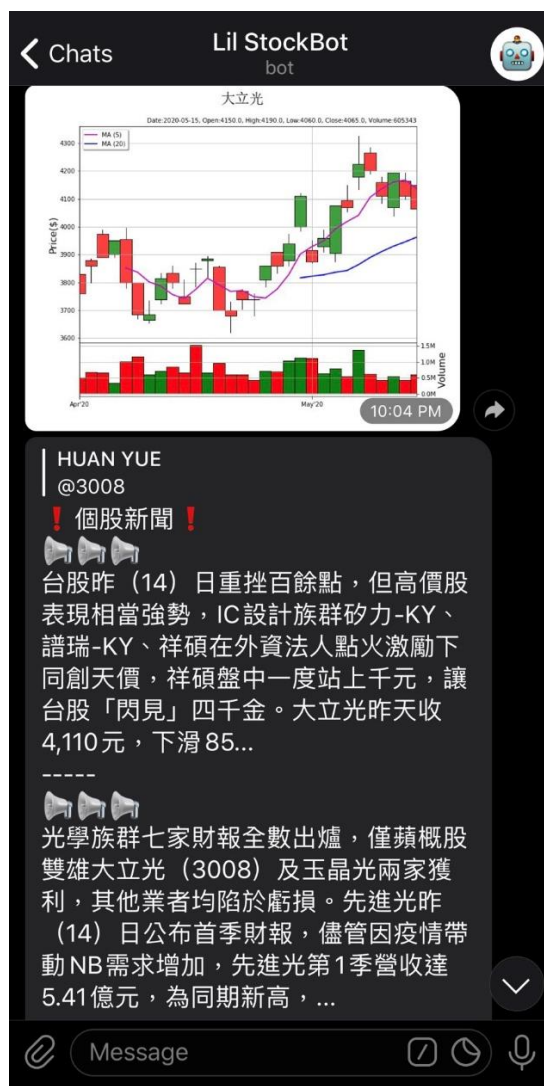 Chats
Lil StockBot
bot
大立光
Date:2020-05-15, Open:4150.0, High:4190.0, Low:4060.0, Close:4065.0, Volume:605343
MA (5)
MA (20)
4300
4200
4100
4000
3900
3800
3700
3600
Price($)
1.5M
1.0M
0.5M
0.0M
Volume
Apr'20
May'20
10:04 PM
HUAN YUE
@3008
❗個股新聞❗
📢📢📢
台股昨（14）日重挫百餘點，但高價股
表現相當強勢，IC設計族群矽力-KY、
譜瑞-KY、祥碩在外資法人點火激勵下
同創天價，祥碩盤中一度站上千元，讓
台股「閃見」四千金。大立光昨天收
4,110元，下滑85...
-----
📢📢📢
光學族群七家財報全數出爐，僅蘋概股
雙雄大立光（3008）及玉晶光兩家獲
利，其他業者均陷於虧損。先進光昨
（14）日公布首季財報，儘管因疫情帶
動NB需求增加，先進光第1季營收達
5.41億元，為同期新高，...
Message